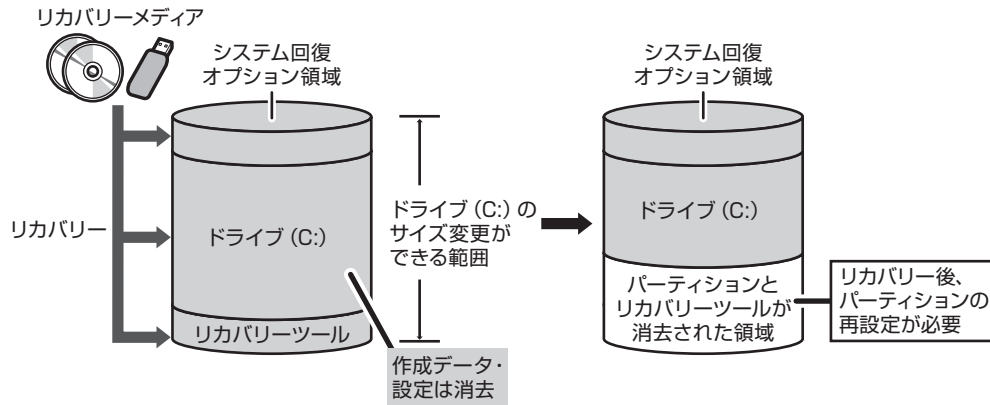 リカバリーメディア
システム回復
オプション領域
リカバリー
ドライブ（C:）
リカバリーツール
作成データ・
設定は消去
ドライブ（C:）の
サイズ変更が
できる範囲
システム回復
オプション領域
ドライブ（C:）
パーティションと
リカバリーツールが
消去された領域
リカバリー後、
パーティションの
再設定が必要